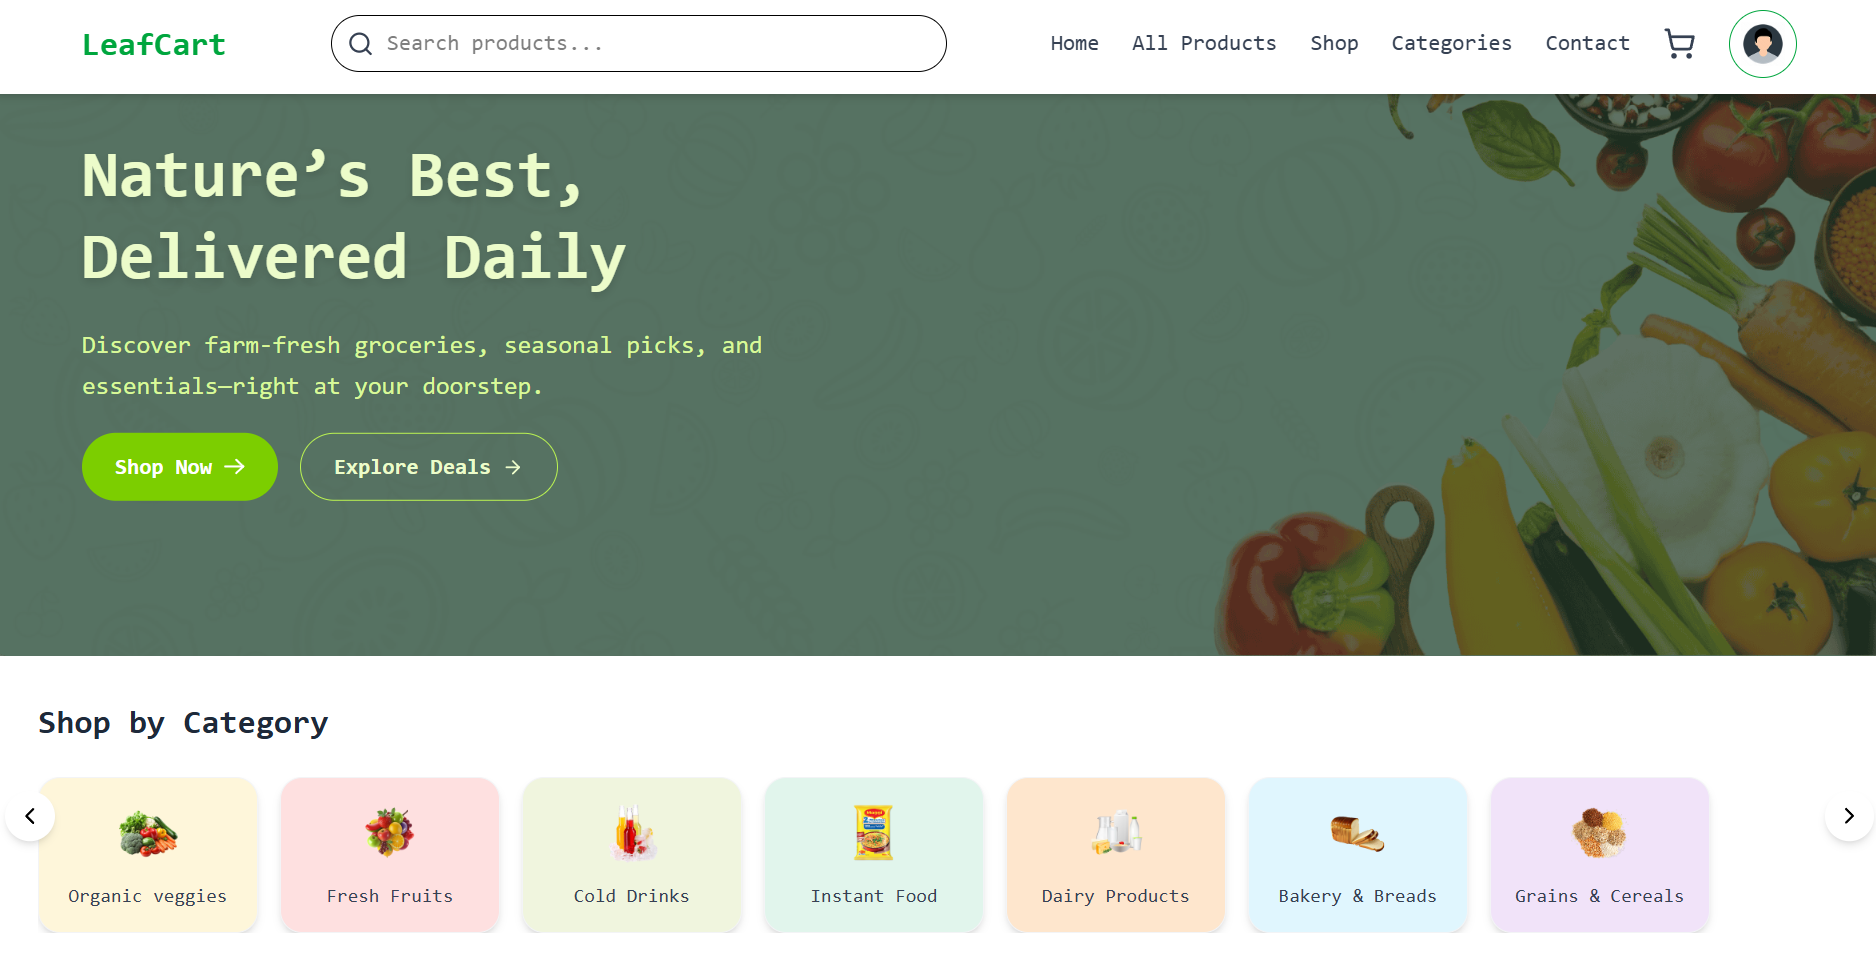 LeafCart
Search products...
Home
All Products
Shop
Categories
Contact
Nature’s Best,
Delivered Daily
Discover farm-fresh groceries, seasonal picks, and
essentials—right at your doorstep.
Shop Now →
Explore Deals →
Shop by Category
Organic veggies
Fresh Fruits
Cold Drinks
Instant Food
Dairy Products
Bakery & Breads
Grains & Cereals